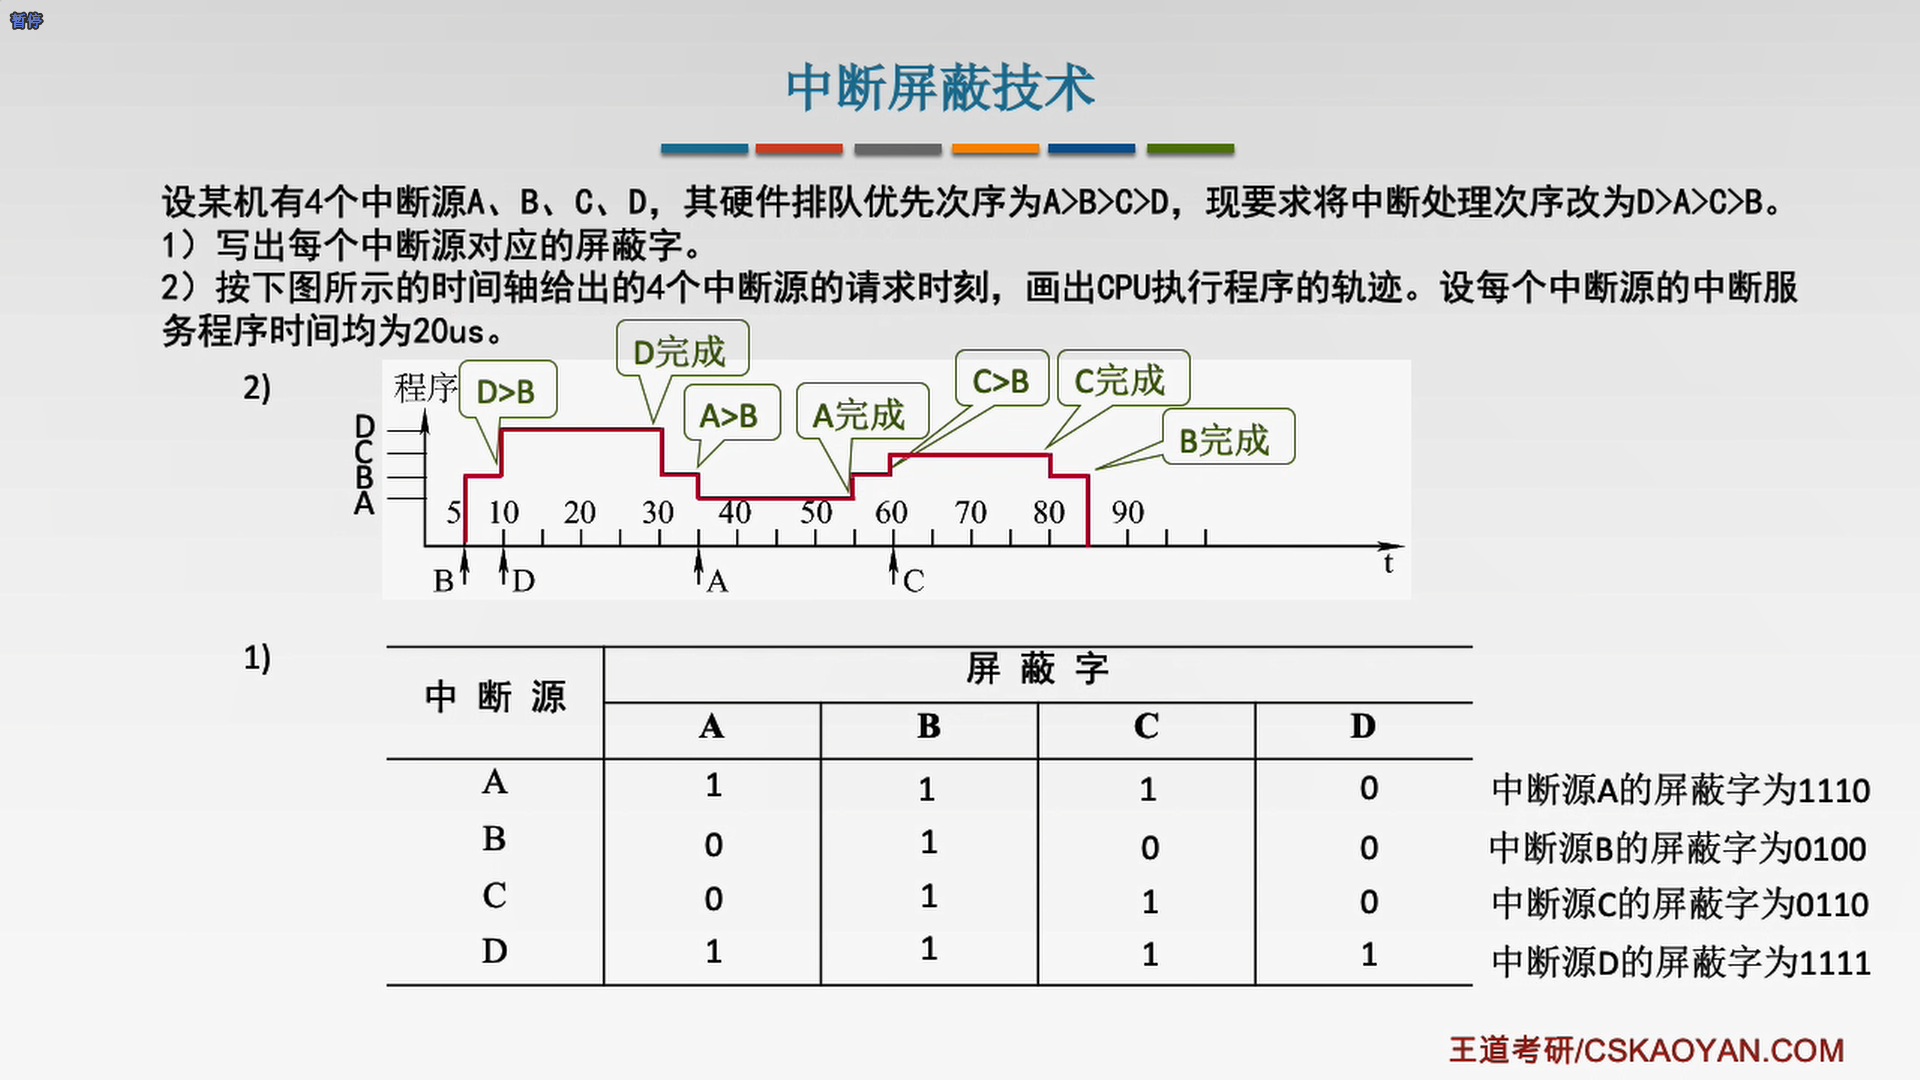 暂停
中断屏蔽技术
设某机有4个中断源A、B、C、D，其硬件排队优先次序为A>B>C>D，现要求将中断处理次序改为D>A>C>B。
1）写出每个中断源对应的屏蔽字。
2）按下图所示的时间轴给出的4个中断源的请求时刻，画出CPU执行程序的轨迹。设每个中断源的中断服
务程序时间均为20us。
2)
程序
D>B
D完成
A>B
A完成
C>B
C完成
B完成
D
C
B
A
5 10 20 30 40 50 60 70 80 90
B D A C t
1)
中 断 源 屏 蔽 字
A B C D
A 1 1 1 0 中断源A的屏蔽字为1110
B 0 1 0 0 中断源B的屏蔽字为0100
C 0 1 1 0 中断源C的屏蔽字为0110
D 1 1 1 1 中断源D的屏蔽字为1111
王道考研/CSKAOYAN.COM